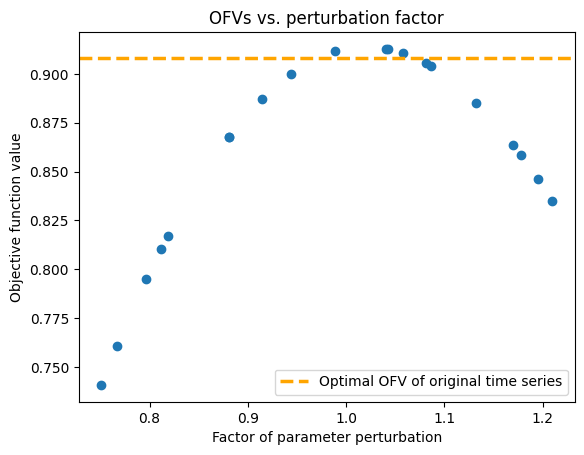 OFVs vs. perturbation factor
Objective function value
0.900
0.875
0.850
0.825
0.800
0.775
0.750
Optimal OFV of original time series
0.8 0.9 1.0 1.1 1.2
Factor of parameter perturbation